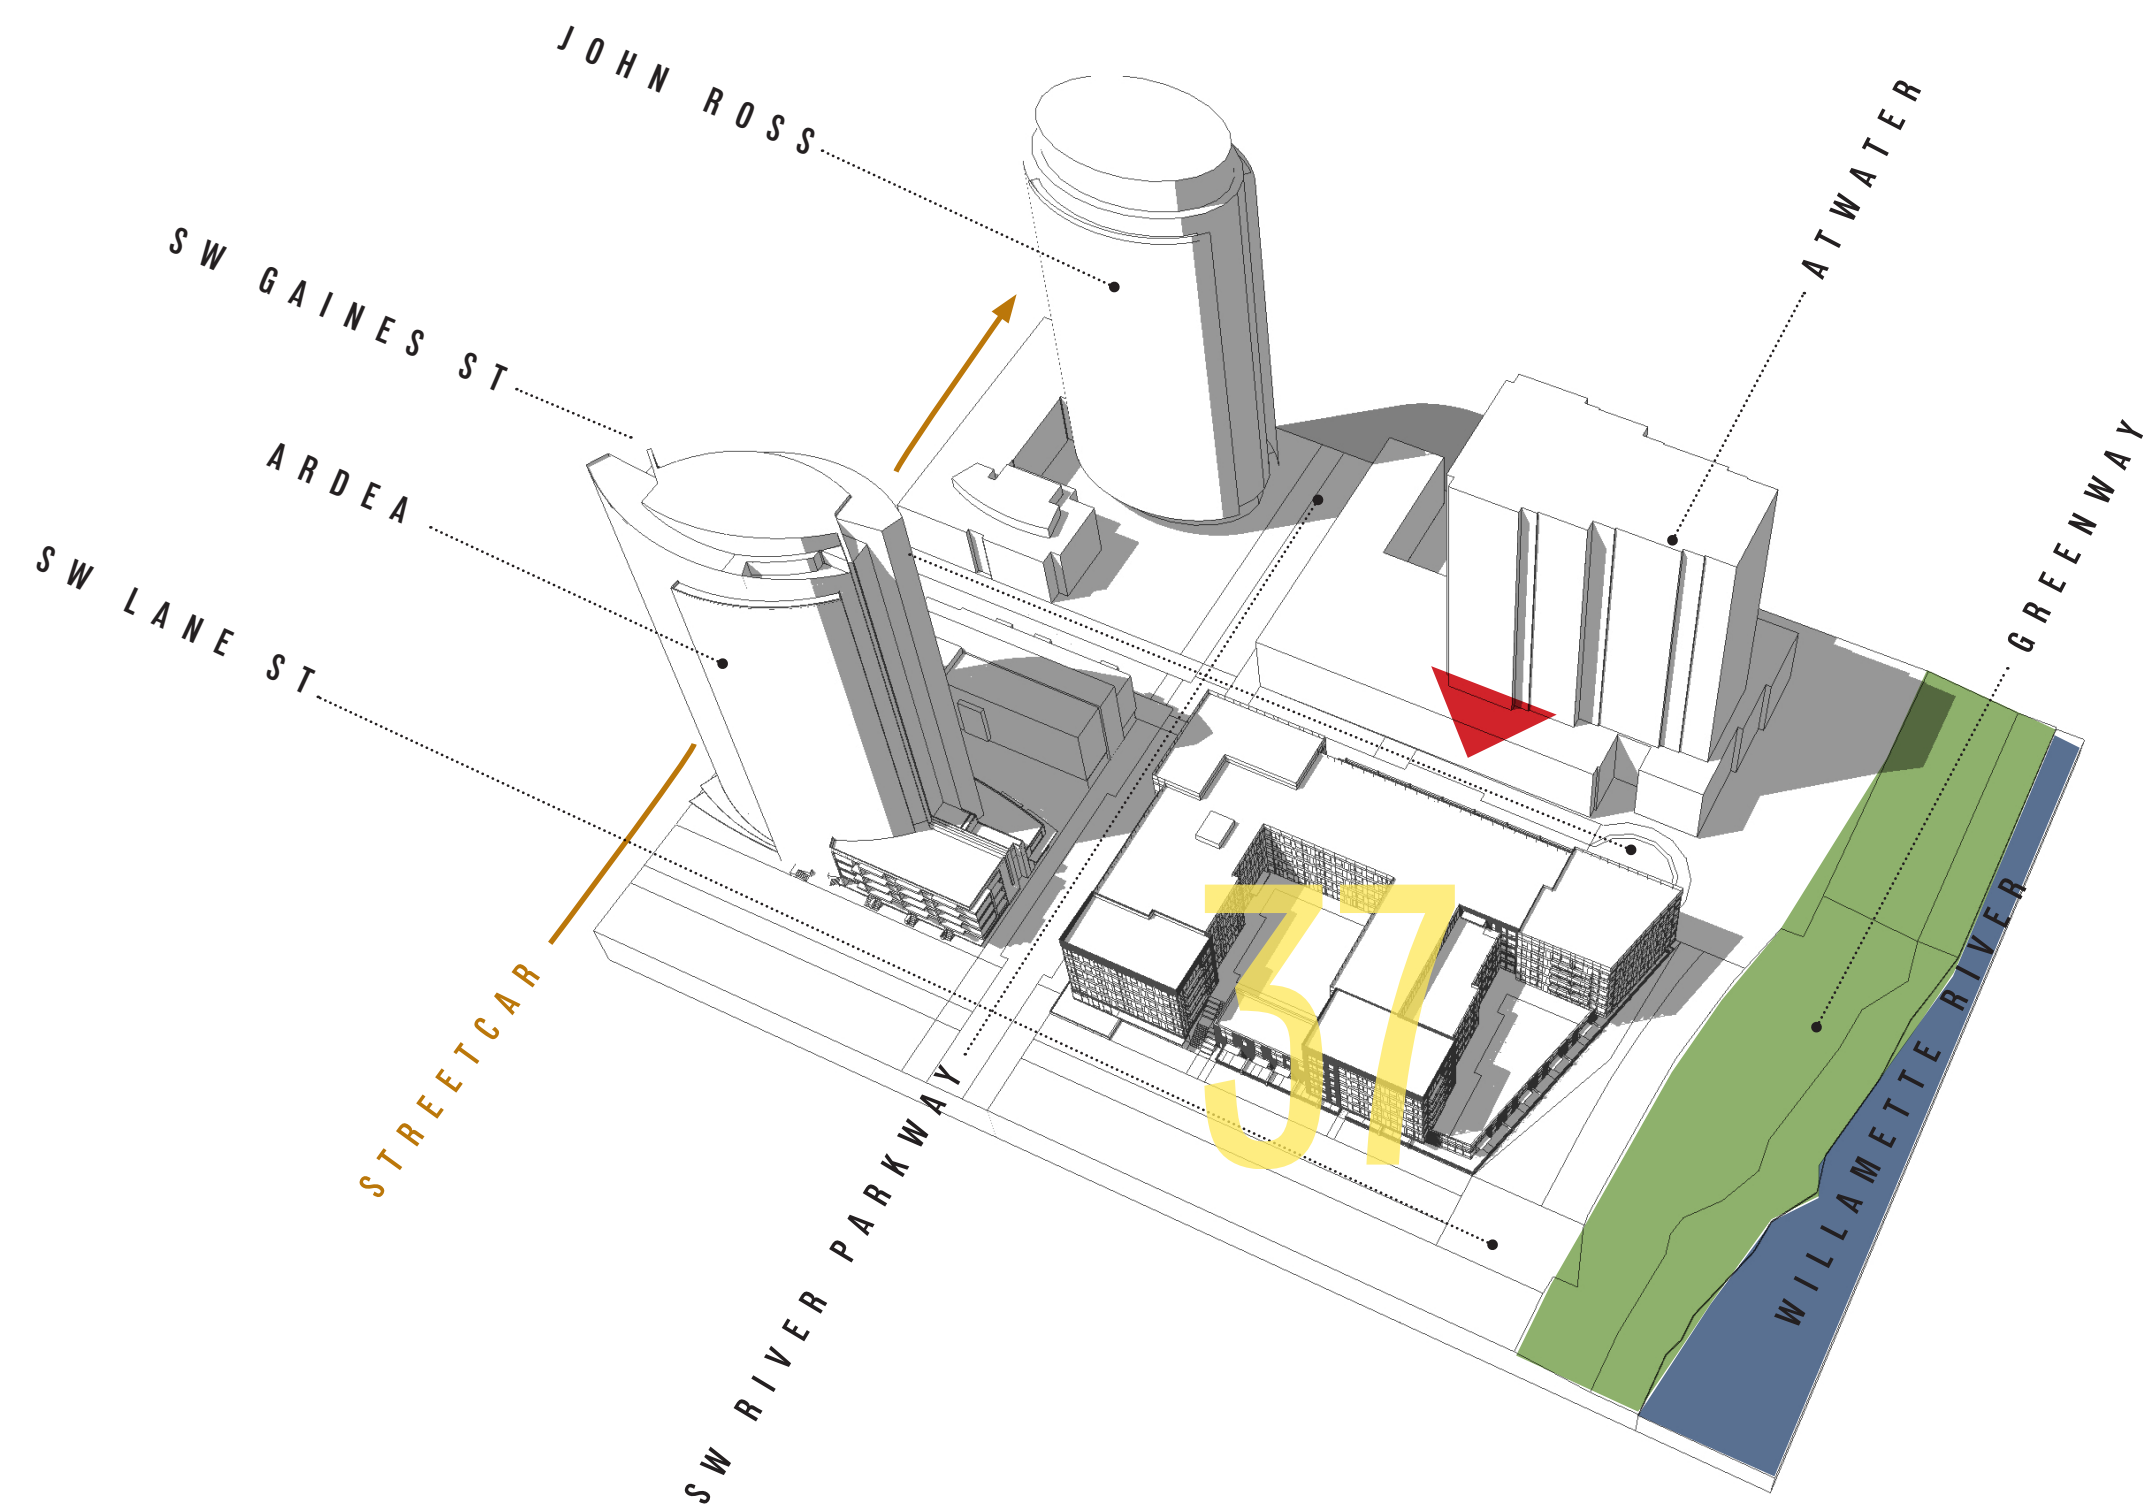 JOHN ROSS
ATWATER
SW GAINES ST
ARDEA
GREENWAY
SW LANE ST
37
STREETCAR
WILLAMETTE RIVER
SW RIVER PARKWAY